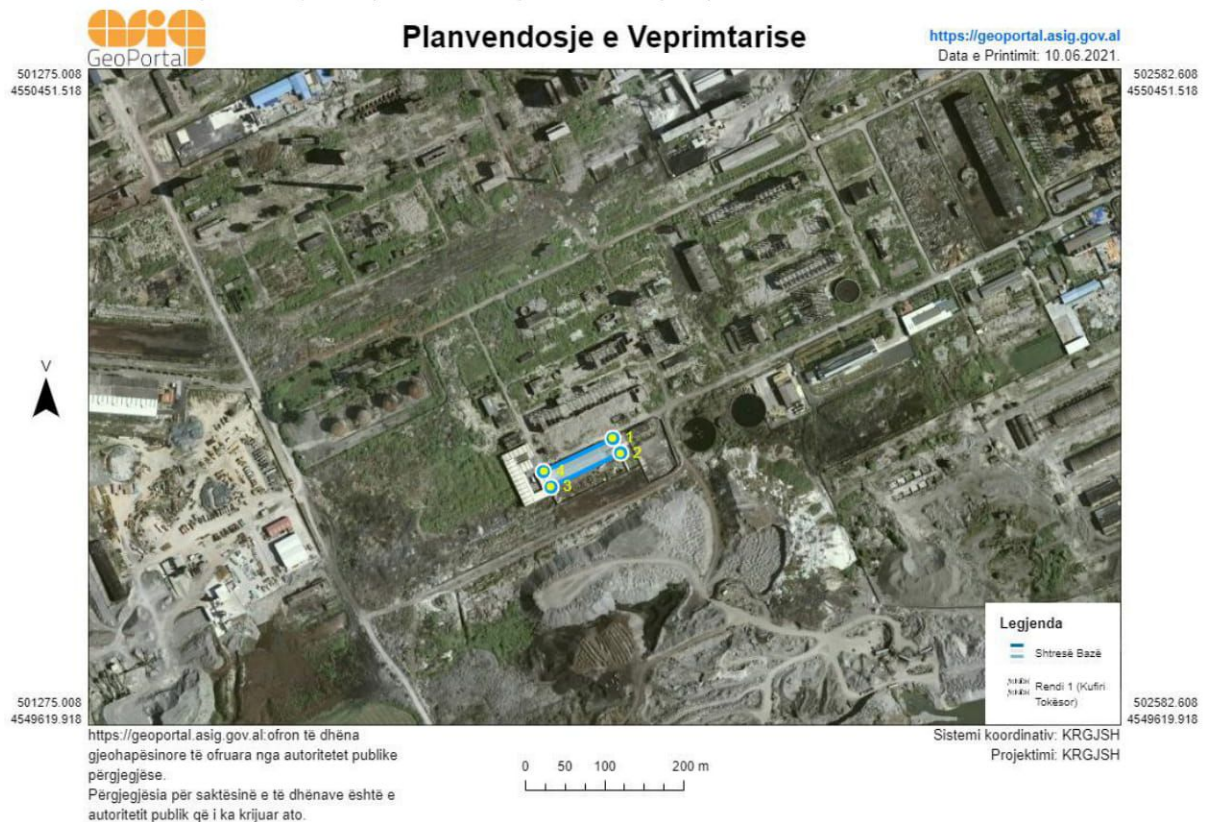 asig
GeoPortal
Planvendosje e Veprimtarise
https://geoportal.asig.gov.al
Data e Printimit: 10.06.2021.
501275.008
4550451.518
502582.608
4550451.518
V
1
2
4
3
Legjenda
Shtresë Bazë
Rendi 1 (Kufiri
Tokësor)
501275.008
4549619.918
502582.608
4549619.918
https://geoportal.asig.gov.al:ofron të dhëna
gjeohapësinore të ofruara nga autoritetet publike
përgjegjëse.
Përgjegjësia për saktësinë e të dhënave është e
autoritetit publik që i ka krijuar ato.
0 50 100 200 m
Sistemi koordinativ: KRGJSH
Projektimi: KRGJSH